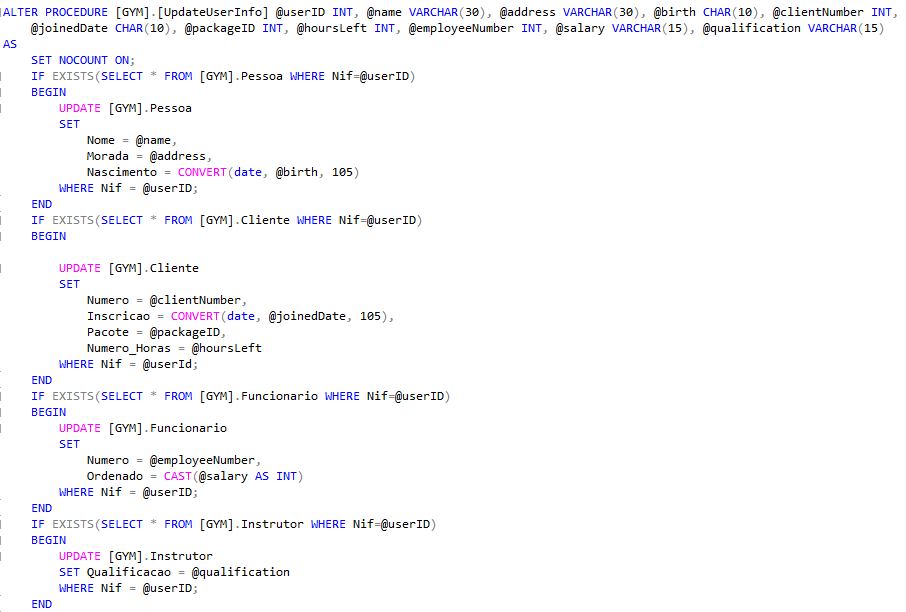 ALTER PROCEDURE [GYM].[UpdateUserInfo] @userID INT, @name VARCHAR(30), @address VARCHAR(30), @birth CHAR(10), @clientNumber INT,
@joinedDate CHAR(10), @packageID INT, @hoursLeft INT, @employeeNumber INT, @salary VARCHAR(15), @qualification VARCHAR(15)
AS
SET NOCOUNT ON;
IF EXISTS(SELECT * FROM [GYM].Pessoa WHERE Nif=@userID)
BEGIN
UPDATE [GYM].Pessoa
SET
Nome = @name,
Morada = @address,
Nascimento = CONVERT(date, @birth, 105)
WHERE Nif = @userID;
END
IF EXISTS(SELECT * FROM [GYM].Cliente WHERE Nif=@userID)
BEGIN
UPDATE [GYM].Cliente
SET
Numero = @clientNumber,
Inscricao = CONVERT(date, @joinedDate, 105),
Pacote = @packageID,
Numero_Horas = @hoursLeft
WHERE Nif = @userId;
END
IF EXISTS(SELECT * FROM [GYM].Funcionario WHERE Nif=@userID)
BEGIN
UPDATE [GYM].Funcionario
SET
Numero = @employeeNumber,
Ordenado = CAST(@salary AS INT)
WHERE Nif = @userID;
END
IF EXISTS(SELECT * FROM [GYM].Instrutor WHERE Nif=@userID)
BEGIN
UPDATE [GYM].Instrutor
SET Qualificacao = @qualification
WHERE Nif = @userID;
END